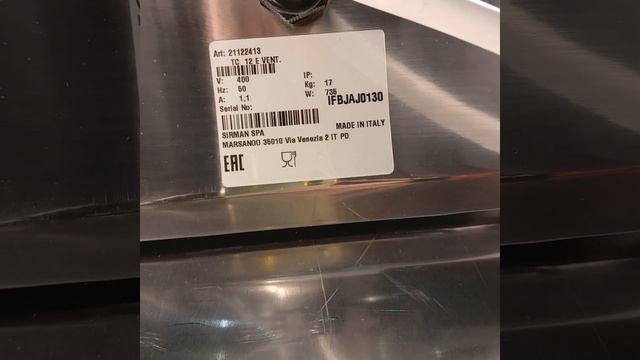 Art: 21122413
TC 12 E VENT.
V: 400 IP:
Hz: 50 Kg: 17
A: 1,1 W: 735
Serial No: IFBJAJ0130
SIRMAN SPA MADE IN ITALY
MARSANGO 35010 Via Venezia 2 IT PD
EAC